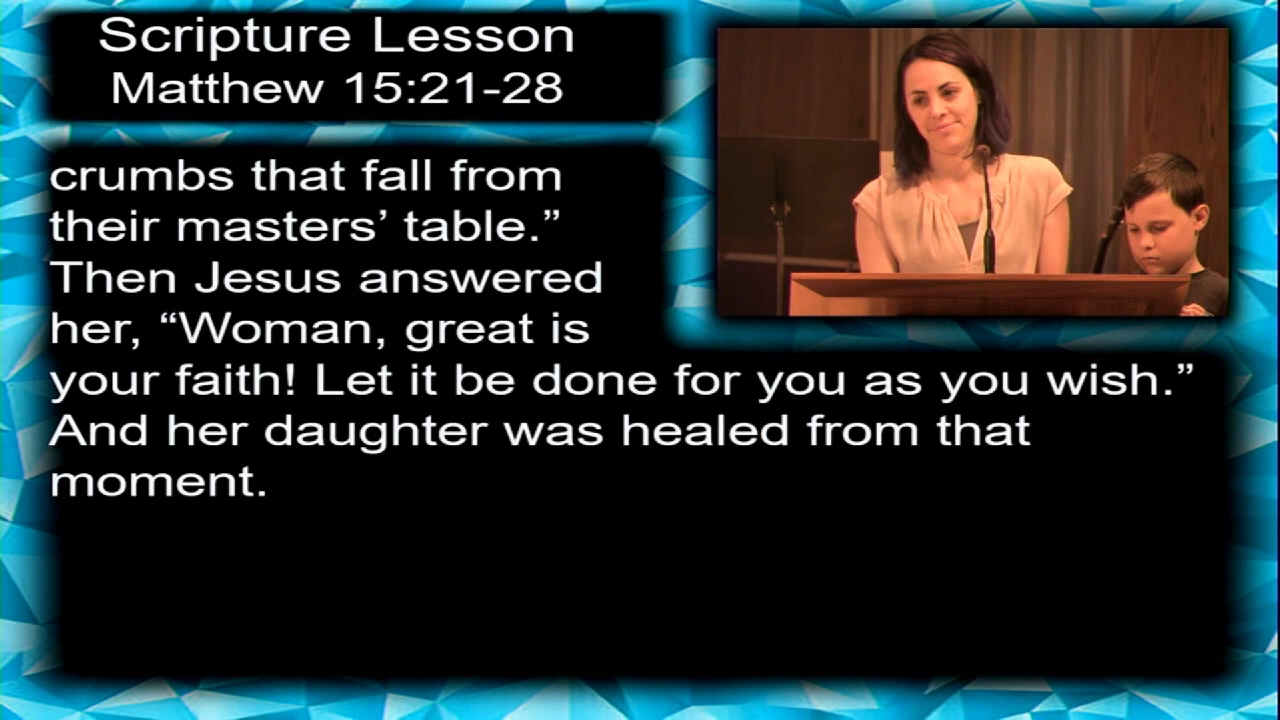 Scripture Lesson
Matthew 15:21-28
crumbs that fall from
their masters’ table.”
Then Jesus answered
her, “Woman, great is
your faith! Let it be done for you as you wish.”
And her daughter was healed from that
moment.